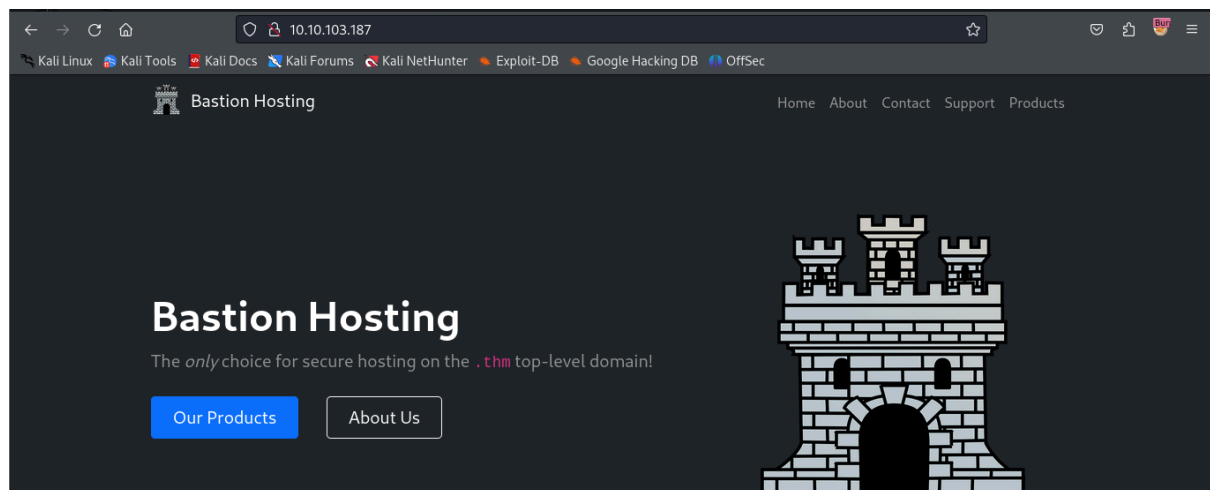 10.10.103.187
Bur
Kali Linux Kali Tools Kali Docs Kali Forums Kali NetHunter Exploit-DB Google Hacking DB OffSec
Bastion Hosting Home About Contact Support Products
Bastion Hosting
The only choice for secure hosting on the .thm top-level domain!
Our Products About Us